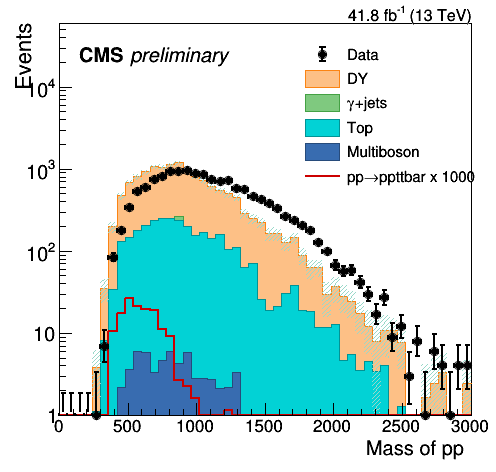 41.8 fb⁻¹ (13 TeV)
Events
CMS preliminary
Data
DY
γ+jets
Top
Multiboson
pp→ppttbar x 1000
10⁴
10³
10²
10
1
0 500 1000 1500 2000 2500 3000
Mass of pp